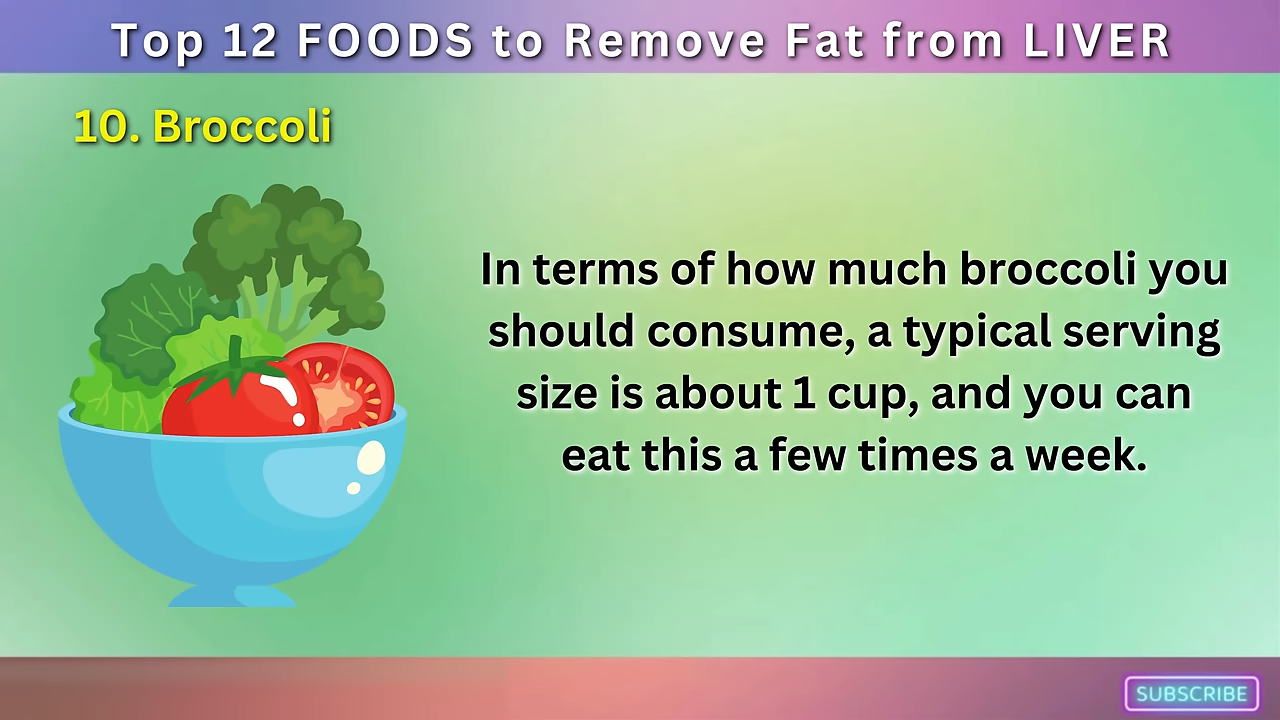 Top 12 FOODS to Remove Fat from LIVER
10. Broccoli
In terms of how much broccoli you
should consume, a typical serving
size is about 1 cup, and you can
eat this a few times a week.
SUBSCRIBE